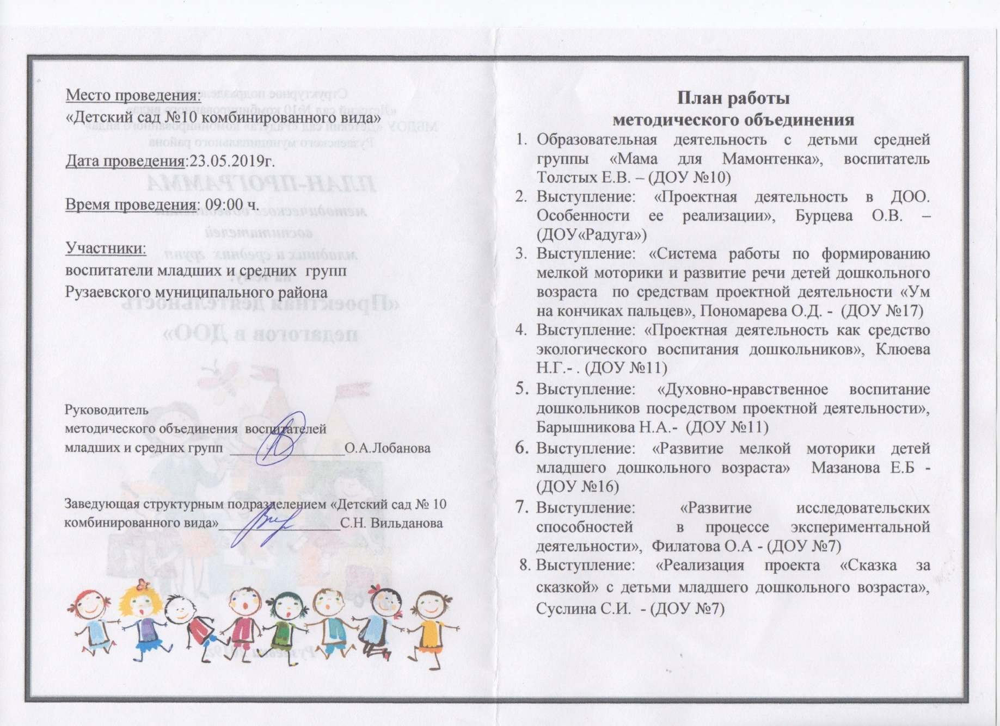 Место проведения:
«Детский сад №10 комбинированного вида»
Дата проведения:23.05.2019г.
Время проведения: 09:00 ч.
Участники:
воспитатели младших и средних групп
Рузаевского муниципального района
Руководитель
методического объединения воспитателей
младших и средних групп ________________О.А.Лобанова
Заведующая структурным подразделением «Детский сад № 10
комбинированного вида»_________________С.Н. Вильданова
План работы
методического объединения
1. Образовательная деятельность с детьми средней
группы «Мама для Мамонтенка», воспитатель
Толстых Е.В. – (ДОУ №10)
2. Выступление: «Проектная деятельность в ДОО.
Особенности ее реализации», Бурцева О.В. –
(ДОУ«Радуга»)
3. Выступление: «Система работы по формированию
мелкой моторики и развитие речи детей дошкольного
возраста по средствам проектной деятельности «Ум
на кончиках пальцев», Пономарева О.Д. - (ДОУ №17)
4. Выступление: «Проектная деятельность как средство
экологического воспитания дошкольников», Клюева
Н.Г.- . (ДОУ №11)
5. Выступление: «Духовно-нравственное воспитание
дошкольников посредством проектной деятельности»,
Барышникова Н.А.- (ДОУ №11)
6. Выступление: «Развитие мелкой моторики детей
младшего дошкольного возраста» Мазанова Е.Б -
(ДОУ №16)
7. Выступление: «Развитие исследовательских
способностей в процессе экспериментальной
деятельности», Филатова О.А - (ДОУ №7)
8. Выступление: «Реализация проекта «Сказка за
сказкой» с детьми младшего дошкольного возраста»,
Суслина С.И. - (ДОУ №7)